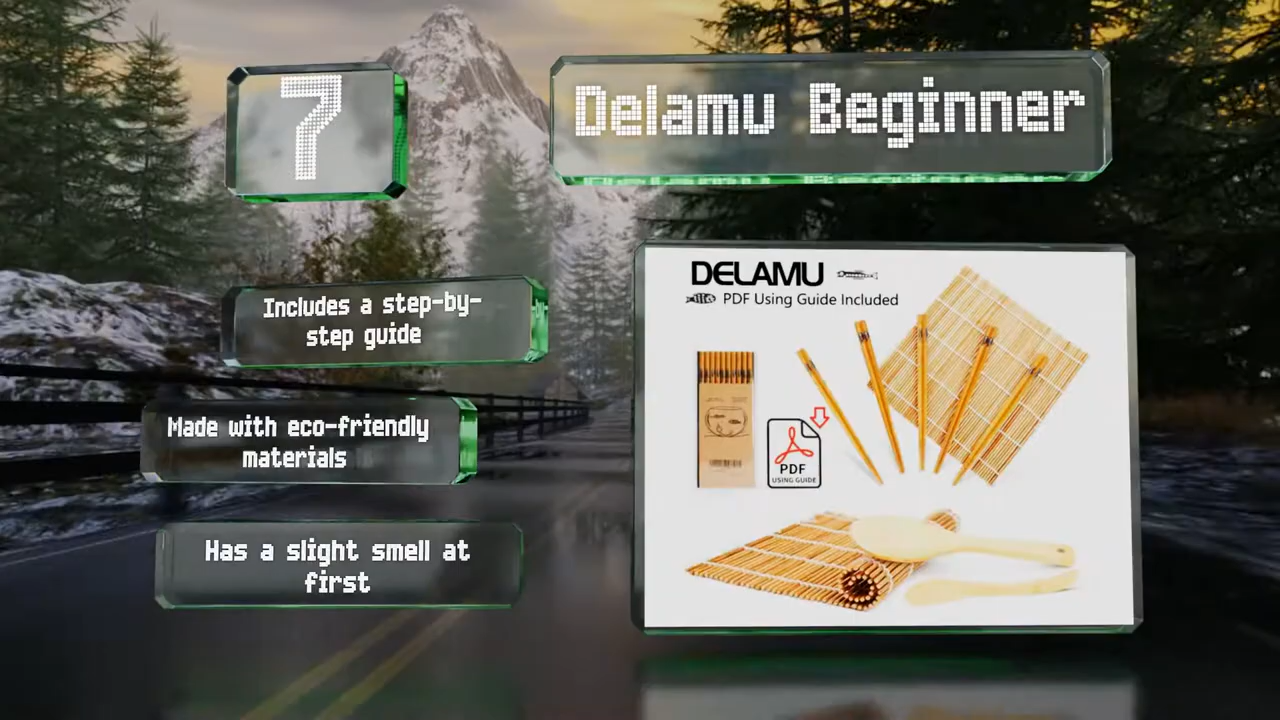 7
Delamu Beginner
Includes a step-by-
step guide
Made with eco-friendly
materials
Has a slight smell at
first
DELAMU
PDF Using Guide Included
PDF
USING GUIDE